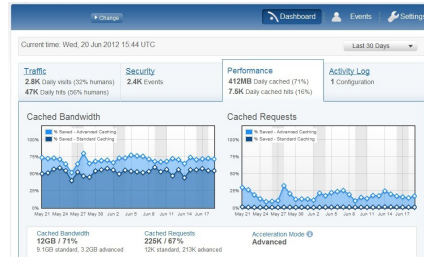 Change
Dashboard
Events
Settings
Current time: Wed, 20 Jun 2012 15:44 UTC
Last 30 Days
Traffic
2.8K Daily visits (32% humans)
47K Daily hits (56% humans)
Security
2.4K Events
Performance
412MB Daily cached (71%)
7.5K Daily cached hits (16%)
Activity Log
1 Configuration
Cached Bandwidth
% Saved - Advanced Caching
% Saved - Standard Caching
100%
75%
50%
25%
0%
May 21 May 24 May 27 May 30 Jun 2 Jun 5 Jun 8 Jun 11 Jun 14 Jun 17
Cached Requests
% Saved - Advanced Caching
% Saved - Standard Caching
100%
75%
50%
25%
0%
May 21 May 24 May 27 May 30 Jun 2 Jun 5 Jun 8 Jun 11 Jun 14 Jun 17
Cached Bandwidth
12GB / 71%
9.1GB standard, 3.2GB advanced
Cached Requests
225K / 67%
12K standard, 213K advanced
Acceleration Mode
Advanced